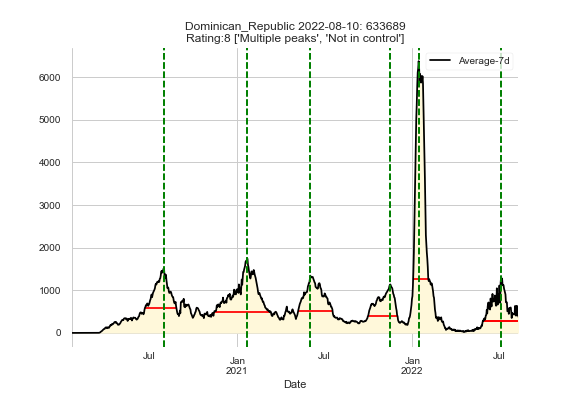 Dominican_Republic 2022-08-10: 633689
Rating:8 ['Multiple peaks', 'Not in control']
Average-7d
6000
5000
4000
3000
2000
1000
0
Jul
Jan
2021
Jul
Jan
2022
Jul
Date